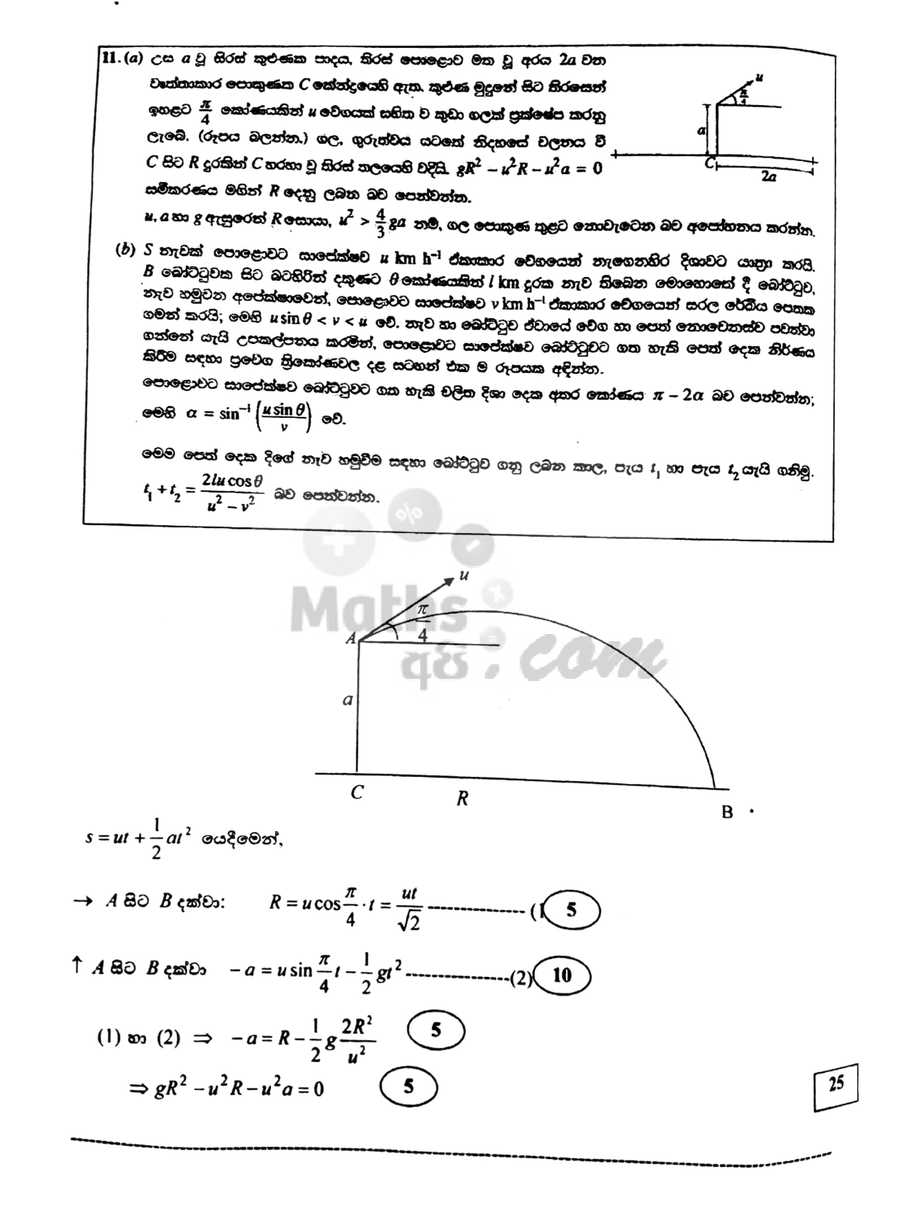 11. (a) උස a වූ සිරස් කුළුණක පාදය, තිරස් පොළොව මත වූ අරය 2a වන
වෘත්තාකාර පොකුණක C කේන්ද්‍රයෙහි ඇත. කුළුණ මුදුනේ සිට තිරසෙන්
ඉහළට π/4 කෝණයකින් u වේගයක් සහිත ව කුඩා ගලක් ප්‍රක්ෂේප කරනු
ලැබේ. (රූපය බලන්න.) ගල, ගුරුත්වය යටතේ නිදහසේ චලනය වී
C සිට R දුරකින් C හරහා වූ තිරස් තලයෙහි වදියි. gR² − u²R − u²a = 0
සමීකරණය මගින් R දෙනු ලබන බව පෙන්වන්න.
u, a හා g ඇසුරෙන් R සොයා, u² > 4/3 ga නම්, ගල පොකුණ තුළට නොවැටෙන බව අපෝහනය කරන්න.
u
π/4
a
C
2a
(b) S නැවක් පොළොවට සාපේක්ෂව u km h⁻¹ ඒකාකාර වේගයෙන් නැගෙනහිර දිශාවට යාත්‍රා කරයි.
B බෝට්ටුවක සිට බටහිරින් දකුණට θ කෝණයකින් l km දුරක නැව තිබෙන මොහොතේ දී බෝට්ටුව,
නැව හමුවන අපේක්ෂාවෙන්, පොළොවට සාපේක්ෂව v km h⁻¹ ඒකාකාර වේගයෙන් සරල රේඛීය පෙතක
ගමන් කරයි; මෙහි u sin θ < v < u වේ. නැව හා බෝට්ටුව ඒවායේ වේග හා පෙත් නොවෙනස්ව පවත්වා
ගන්නේ යැයි උපකල්පනය කරමින්, පොළොවට සාපේක්ෂව බෝට්ටුවට ගත හැකි පෙත් දෙක නිර්ණය
කිරීම සඳහා ප්‍රවේග ත්‍රිකෝණවල දළ සටහන් එක ම රූපයක අඳින්න.
පොළොවට සාපේක්ෂව බෝට්ටුවට ගත හැකි චලිත දිශා දෙක අතර කෝණය π − 2α බව පෙන්වන්න;
මෙහි α = sin⁻¹ (u sin θ / v) වේ.
මෙම පෙත් දෙක දිගේ නැව හමුවීම සඳහා බෝට්ටුව ගනු ලබන කාල, පැය t₁ හා පැය t₂ යැයි ගනිමු.
t₁ + t₂ = 2lu cos θ / u² − v² බව පෙන්වන්න.
Maths
අපි .com
u
π/4
A
a
C
R
B
s = ut + 1/2 at² යෙදීමෙන්,
→ A සිට B දක්වා: R = u cos π/4 · t = ut/√2 --------------- (1 5
↑ A සිට B දක්වා −a = u sin π/4 t − 1/2 gt² ---------------(2) 10
(1) හා (2) ⇒ −a = R − 1/2 g 2R²/u² 5
⇒ gR² − u²R − u²a = 0 5
25